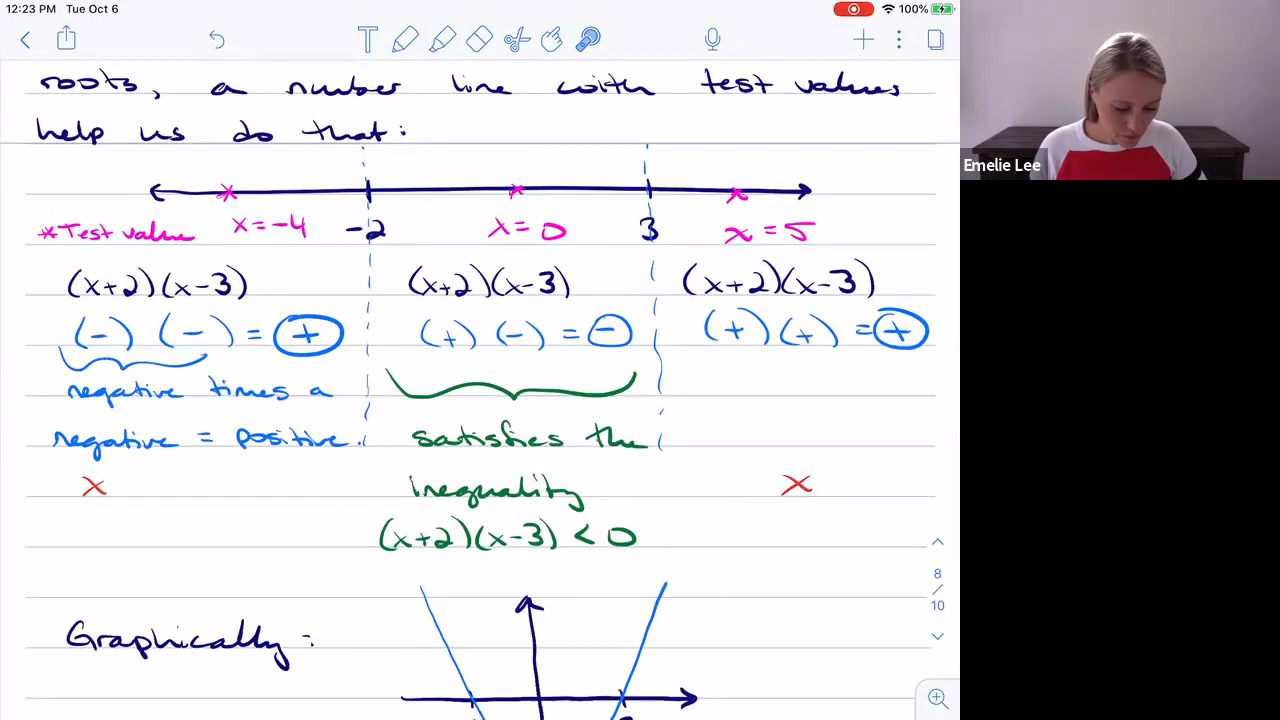 12:23 PM Tue Oct 6
100%
T
roots, a number line with test values
help us do that:
*Test value x=-4 -2 x=0 3 x=5
(x+2)(x-3) (x+2)(x-3) (x+2)(x-3)
(-) (-) = + (+) (-) = - (+) (+) = +
negative times a
negative = positive. satisfies the
x inequality x
(x+2)(x-3) < 0
Graphically:
8
/
10
Emelie Lee